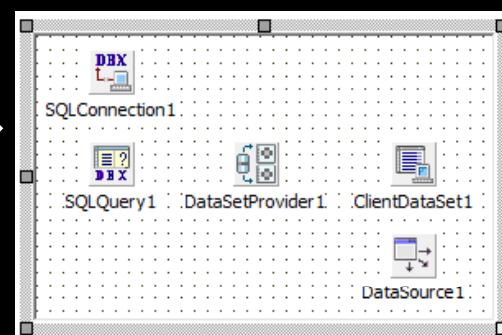 DBX
SQLConnection1
DBX
SQLQuery1 DataSetProvider1 ClientDataSet1
DataSource1